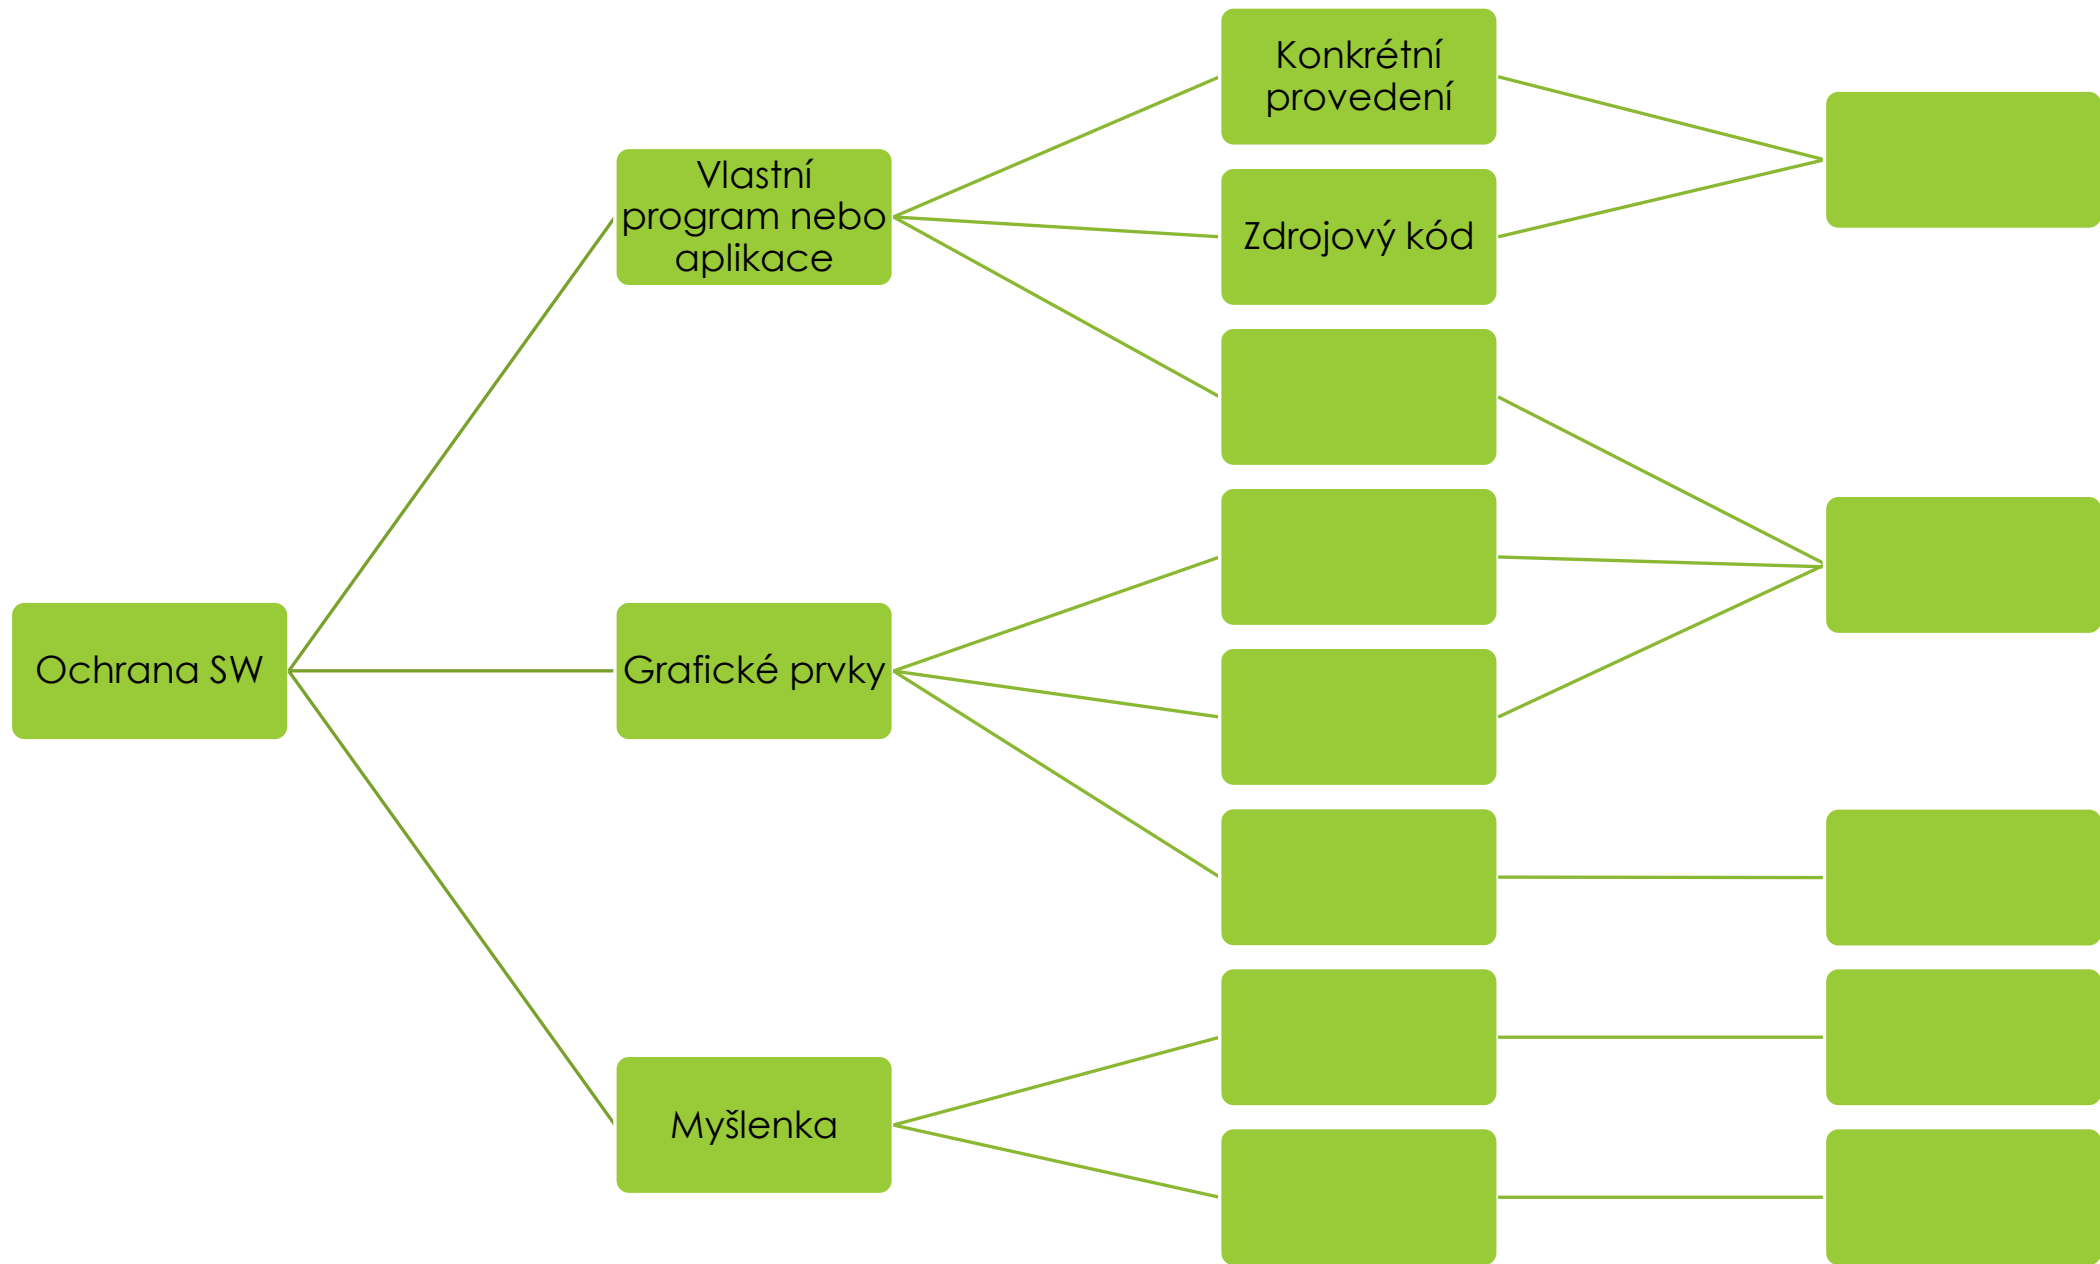 Konkrétní
provedení
Vlastní
program nebo
aplikace
Zdrojový kód
Ochrana SW
Grafické prvky
Myšlenka